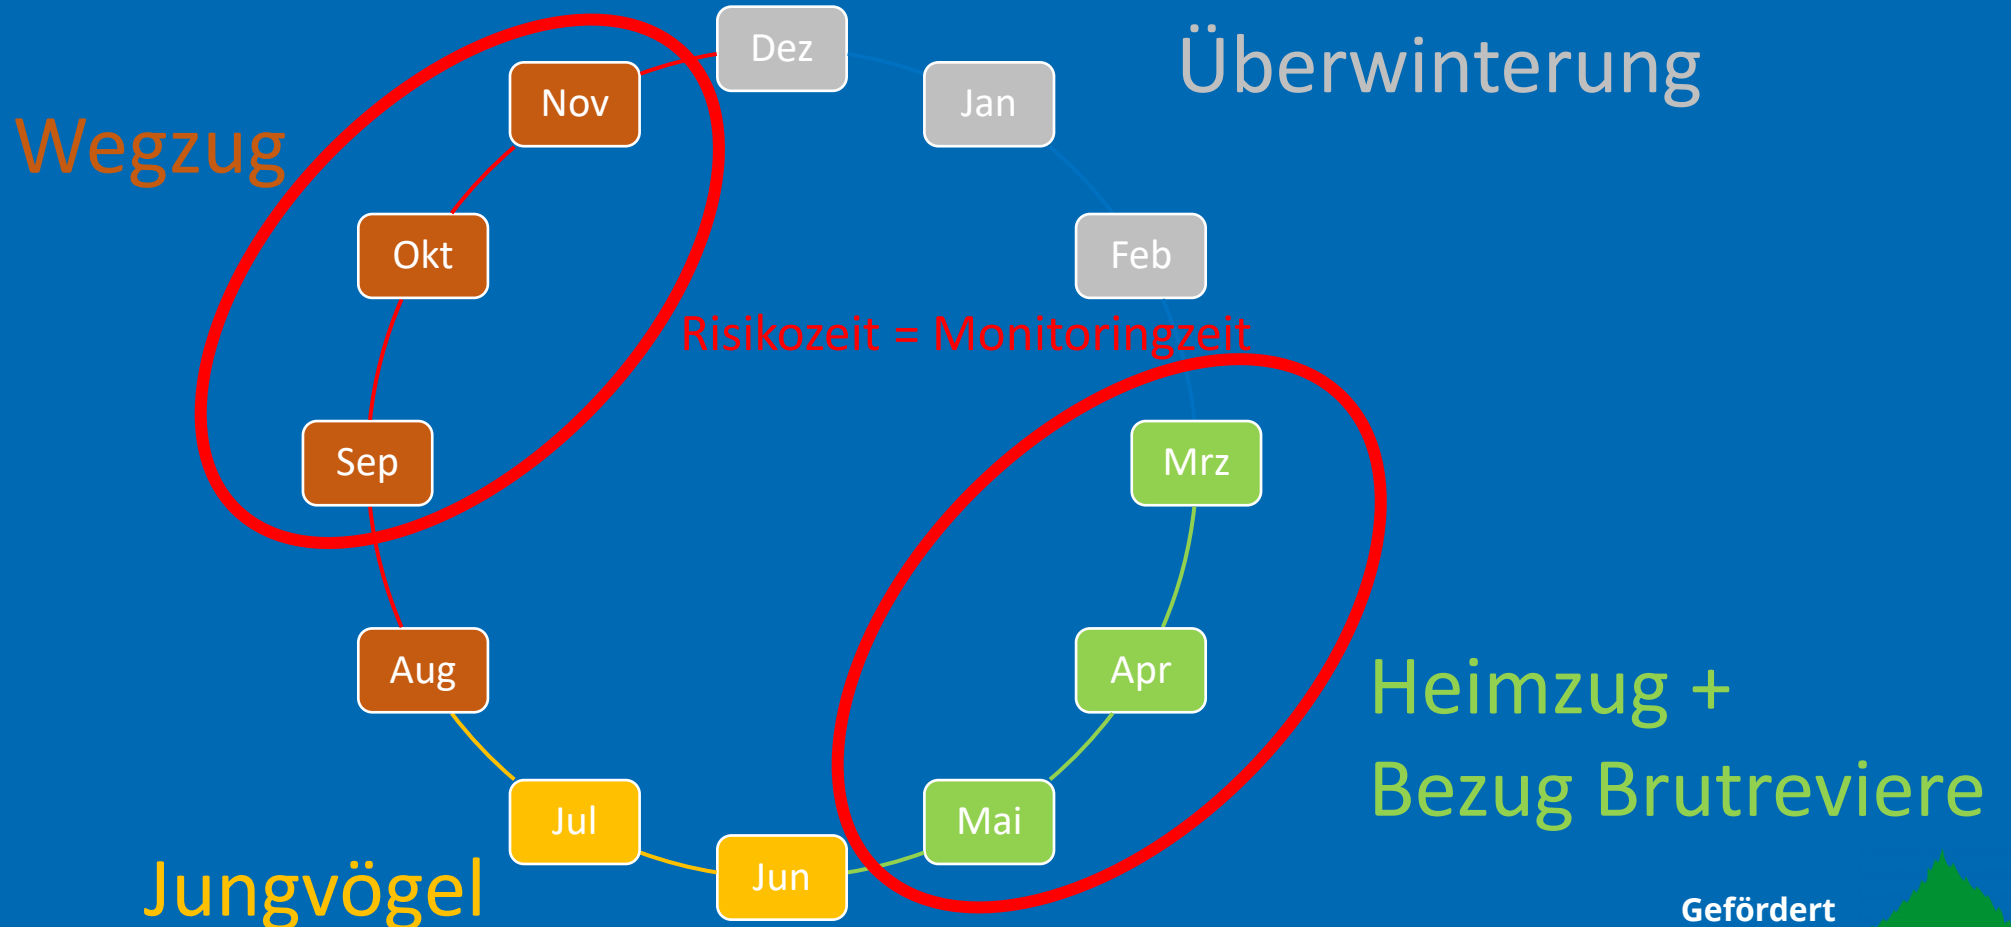 Dez
Überwinterung
Nov
Jan
Wegzug
Okt
Feb
Risikozeit = Monitoringzeit
Sep
Mrz
Aug
Apr
Heimzug +
Bezug Brutreviere
Jul
Mai
Jun
Jungvögel
Gefördert